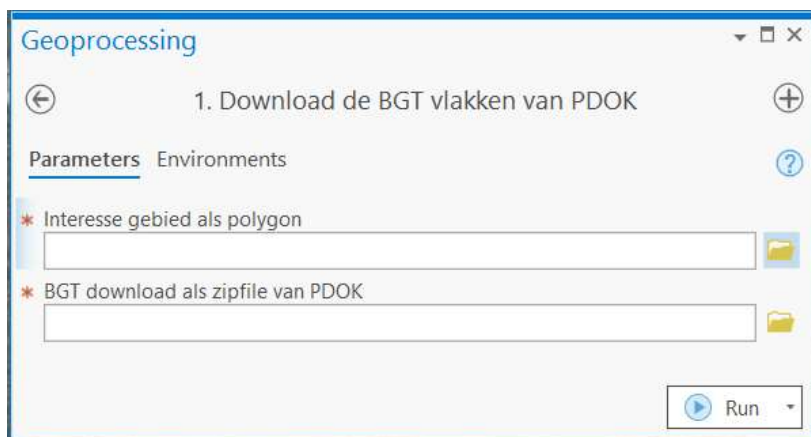 Geoprocessing
1. Download de BGT vlakken van PDOK
Parameters Environments
* Interesse gebied als polygon
* BGT download als zipfile van PDOK
Run